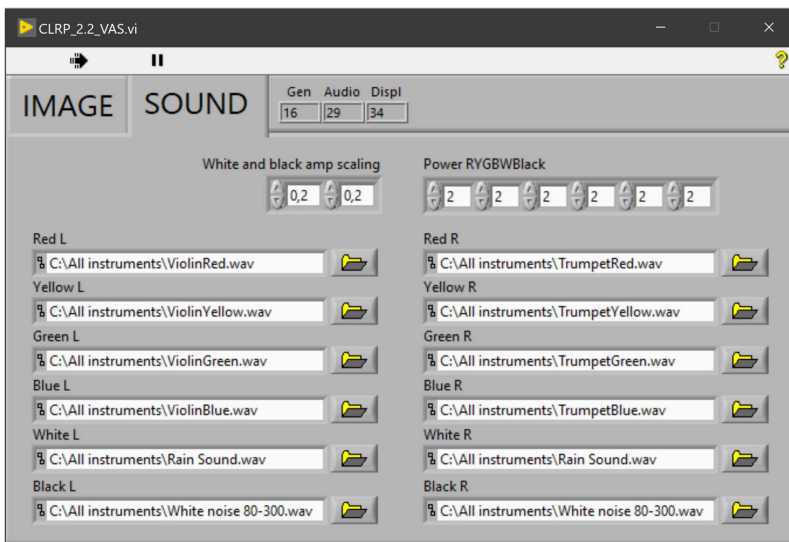 CLRP_2.2_VAS.vi
IMAGE SOUND
Gen Audio Displ
16 29 34
White and black amp scaling
0,2 0,2
Power RYGBWBlack
2 2 2 2 2 2
Red L
C:\All instruments\ViolinRed.wav
Yellow L
C:\All instruments\ViolinYellow.wav
Green L
C:\All instruments\ViolinGreen.wav
Blue L
C:\All instruments\ViolinBlue.wav
White L
C:\All instruments\Rain Sound.wav
Black L
C:\All instruments\White noise 80-300.wav
Red R
C:\All instruments\TrumpetRed.wav
Yellow R
C:\All instruments\TrumpetYellow.wav
Green R
C:\All instruments\TrumpetGreen.wav
Blue R
C:\All instruments\TrumpetBlue.wav
White R
C:\All instruments\Rain Sound.wav
Black R
C:\All instruments\White noise 80-300.wav